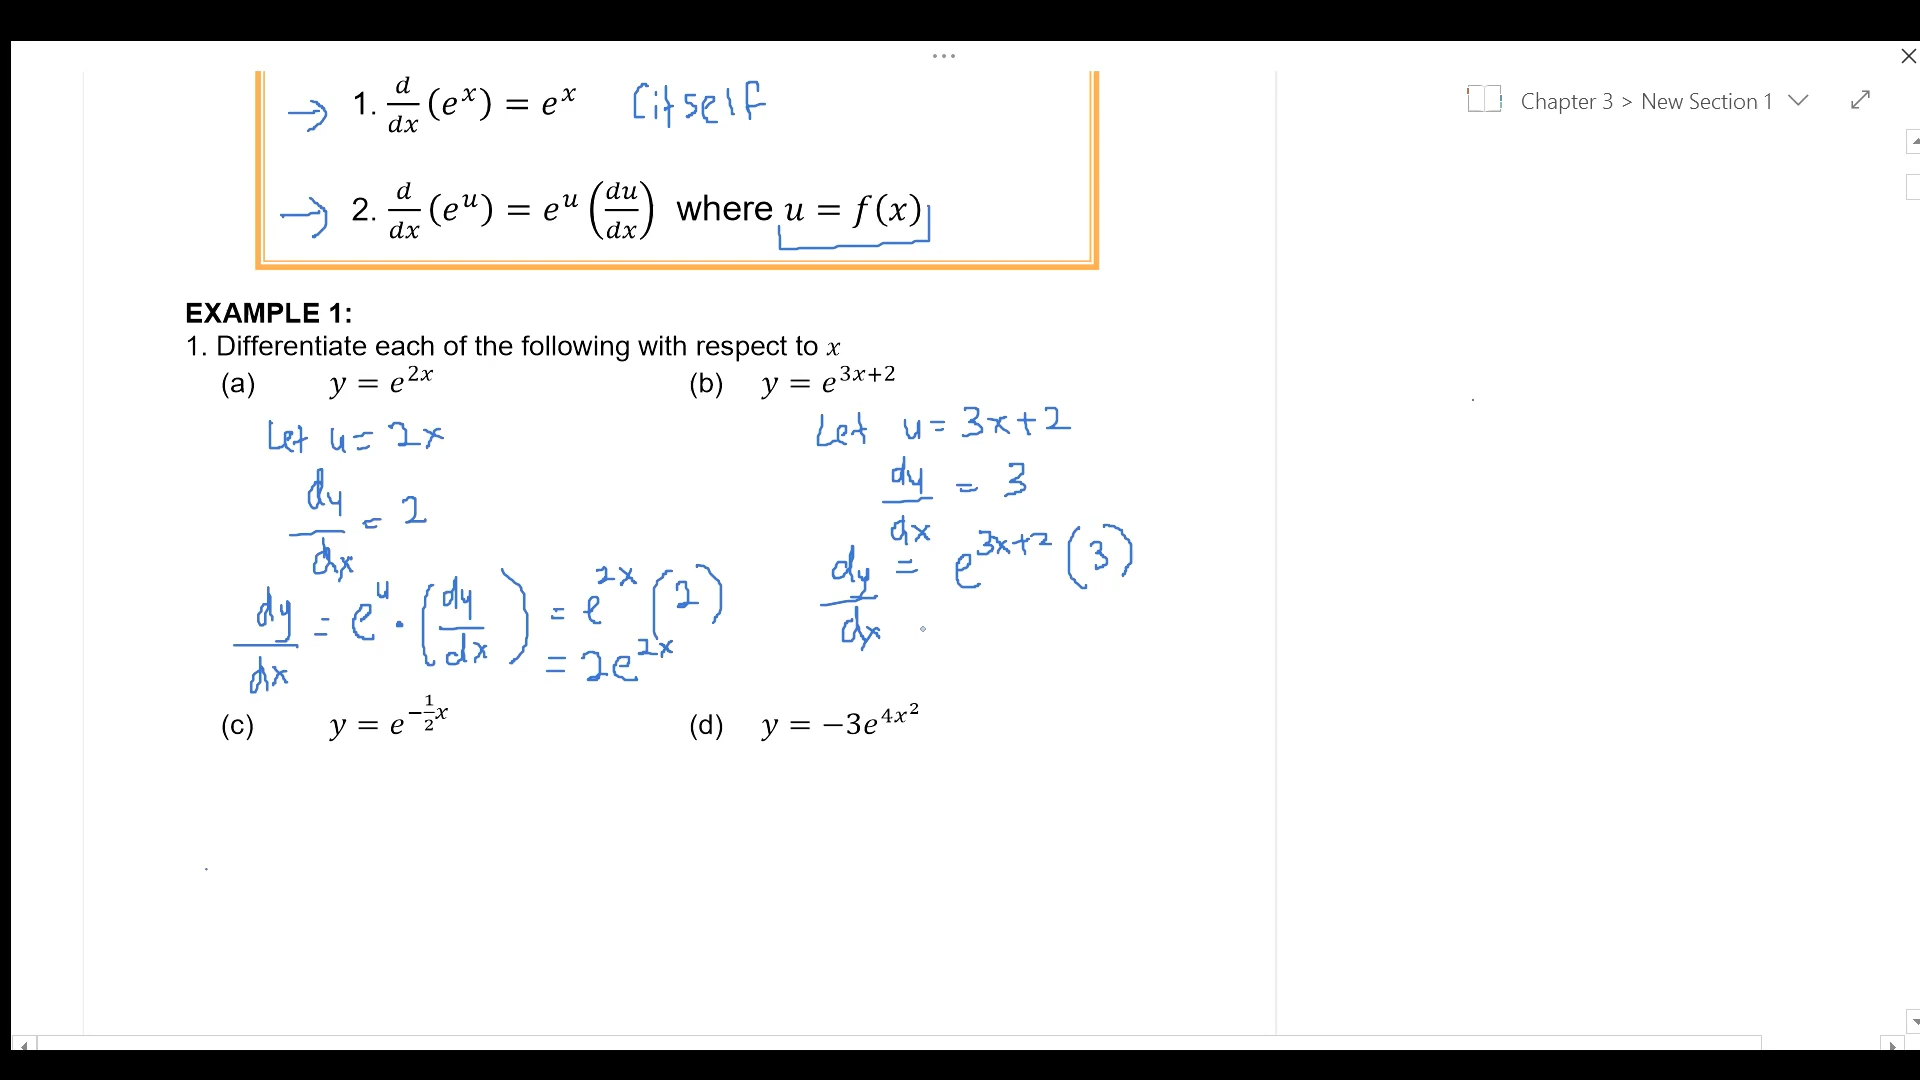 Chapter 3 > New Section 1
→ 1. d/dx (e^x) = e^x [itself
→ 2. d/dx (e^u) = e^u (du/dx) where u = f(x)
EXAMPLE 1:
1. Differentiate each of the following with respect to x
(a) y = e^{2x}
Let u = 2x
dy/dx = 2
dy/dx = e^u · (dy/dx) = e^{2x} (2)
= 2e^{2x}
(b) y = e^{3x+2}
Let u = 3x+2
dy/dx = 3
dy/dx = e^{3x+2} (3)
(c) y = e^{-1/2 x}
(d) y = −3e^{4x^2}